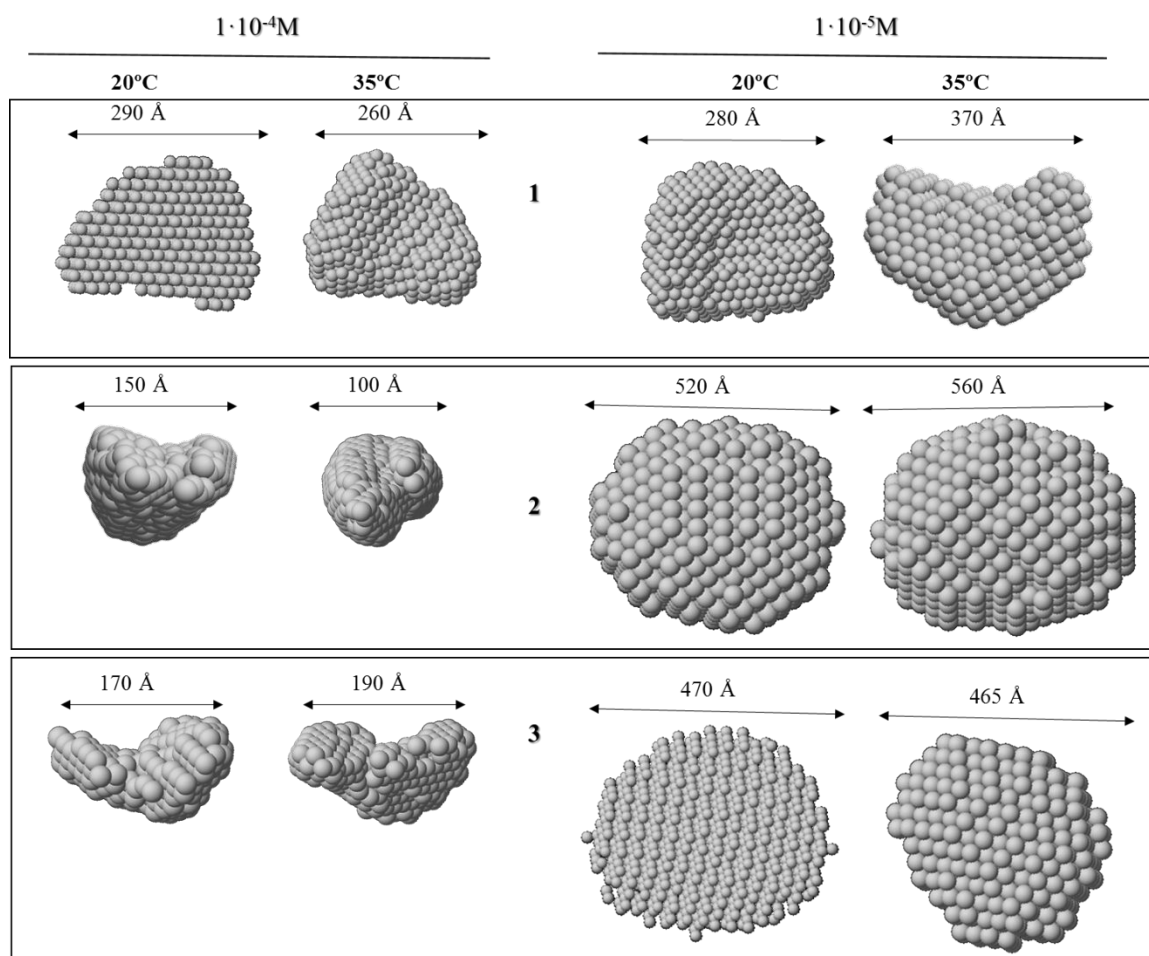 1·10⁻⁴M 1·10⁻⁵M
20ºC 35ºC 20ºC 35ºC
290 Å 260 Å 280 Å 370 Å
1
150 Å 100 Å 520 Å 560 Å
2
170 Å 190 Å 470 Å 465 Å
3